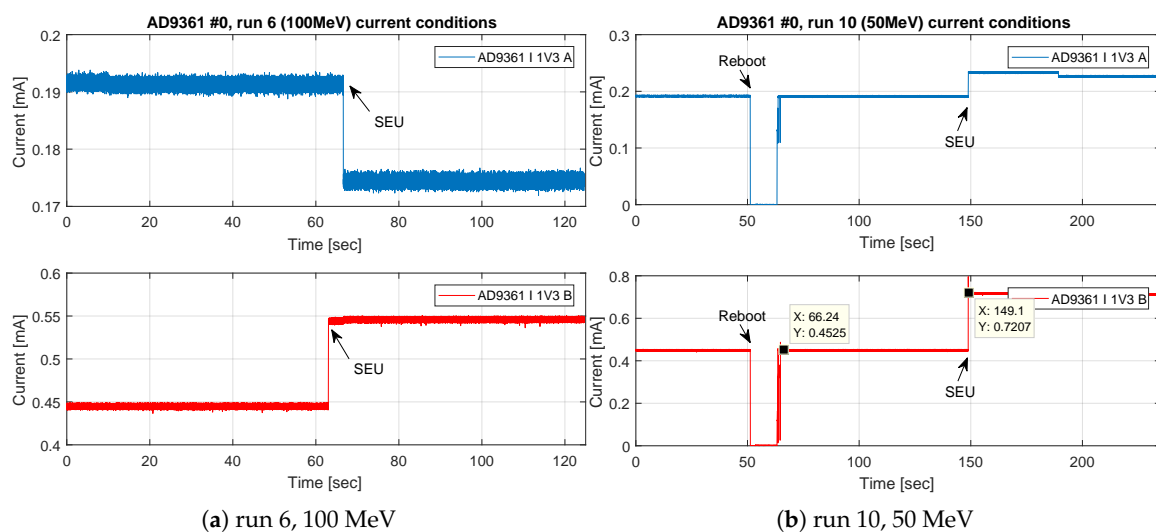 AD9361 #0, run 6 (100MeV) current conditions
0.2
0.19
0.18
0.17
Current [mA]
AD9361 I 1V3 A
SEU
0 20 40 60 80 100 120
Time [sec]
0.6
0.55
0.5
0.45
0.4
Current [mA]
AD9361 I 1V3 B
SEU
0 20 40 60 80 100 120
Time [sec]
(a) run 6, 100 MeV
AD9361 #0, run 10 (50MeV) current conditions
0.3
0.2
0.1
0
Current [mA]
AD9361 I 1V3 A
Reboot
SEU
0 50 100 150 200
Time [sec]
0.8
0.6
0.4
0.2
0
Current [mA]
AD9361 I 1V3 B
Reboot
X: 66.24
Y: 0.4525
X: 149.1
Y: 0.7207
SEU
0 50 100 150 200
Time [sec]
(b) run 10, 50 MeV